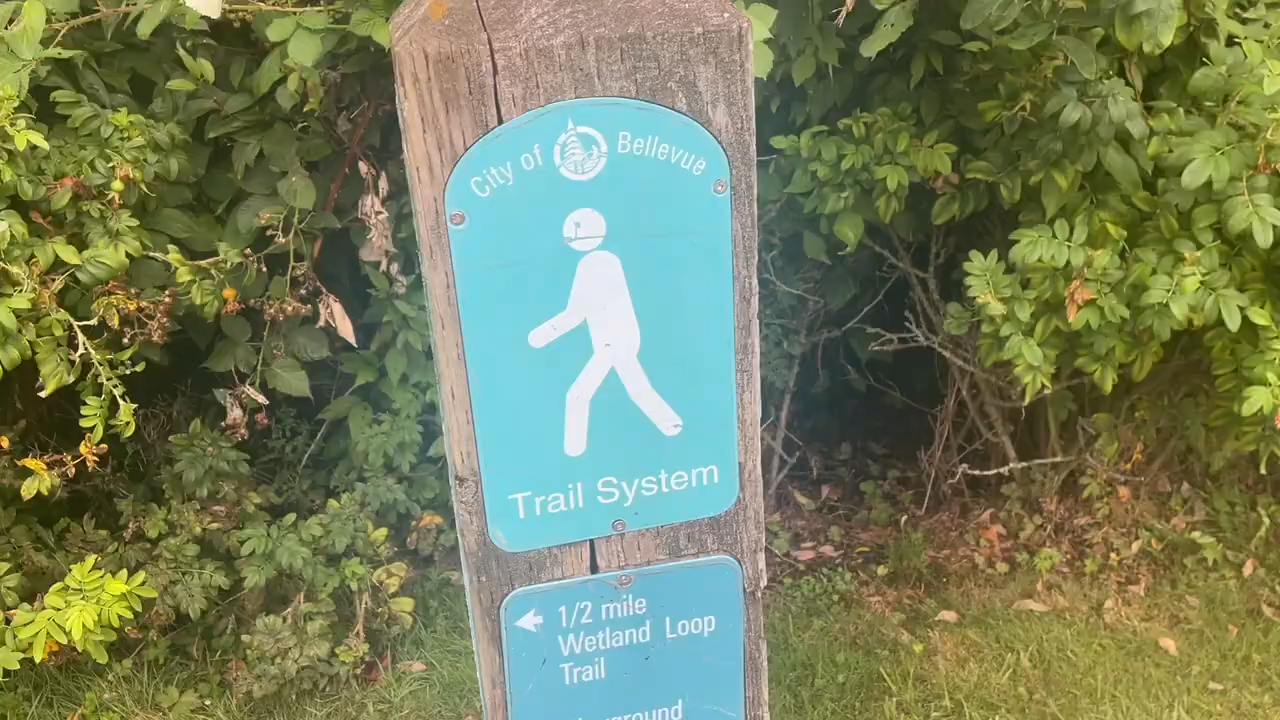 City of Bellevue
Trail System
1/2 mile
Wetland Loop
Trail